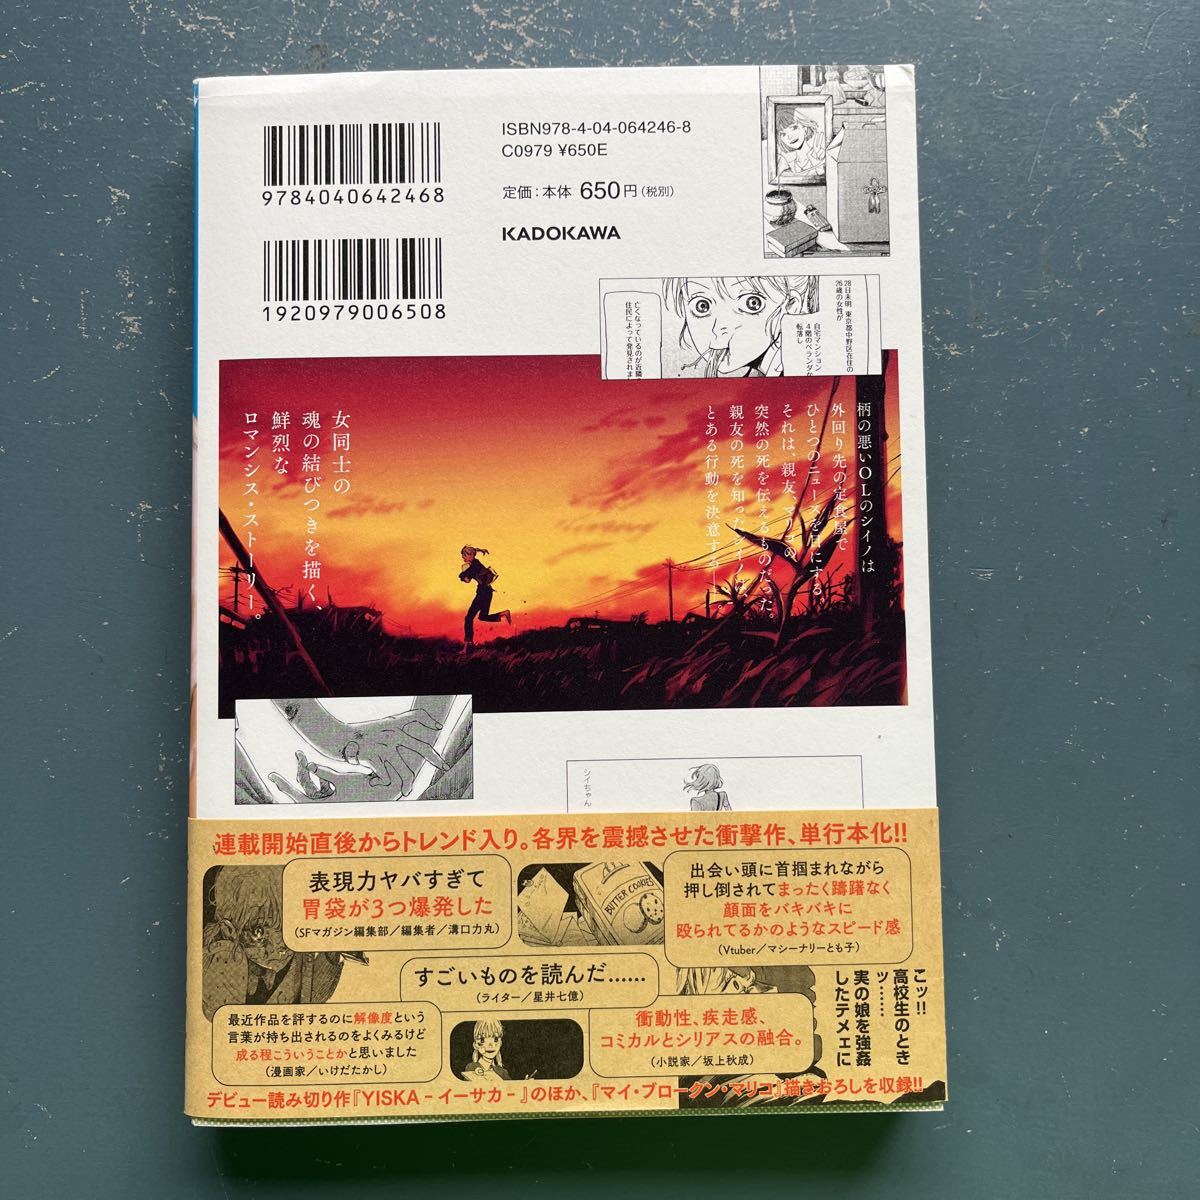 ISBN978-4-04-064246-8
C0979 ¥650E
定価：本体 650円（税別）
KADOKAWA
9784040642468
1920979006508
28日未明、東京都中野区在住の
26歳の女性が
自宅マンション
4階のベランダか
転落し
亡くなっているのが近隣
住民によって発見されま
柄の悪いOLのシイノは
外回り先の定食屋で
ひとつのニュースを目にする。
それは、親友、マリコの
突然の死を伝えるものだった。
親友の死を知ったシイノは、
とある行動を決意する――。
女同士の
魂の結びつきを描く、
鮮烈な
ロマンシス・ストーリー。
シイちゃん
連載開始直後からトレンド入り。各界を震撼させた衝撃作、単行本化!!
表現力ヤバすぎて
胃袋が3つ爆発した
（SFマガジン編集部／編集者／溝口力丸）
BUTTER COOKIES
出会い頭に首掴まれながら
押し倒されてまったく躊躇なく
顔面をバキバキに
殴られてるかのようなスピード感
（Vtuber／マシーナリーとも子）
すごいものを読んだ……
（ライター／星井七億）
こッ!!
高校生のとき
ッ……
実の娘を強姦
したテメェに
最近作品を評するのに解像度という
言葉が持ち出されるのをよくみるけど
成る程こういうことかと思いました
（漫画家／いけだたかし）
衝動性、疾走感、
コミカルとシリアスの融合。
（小説家／坂上秋成）
デビュー読み切り作『YISKA－イーサカ－』のほか、『マイ・ブロークン・マリコ』描きおろしを収録!!